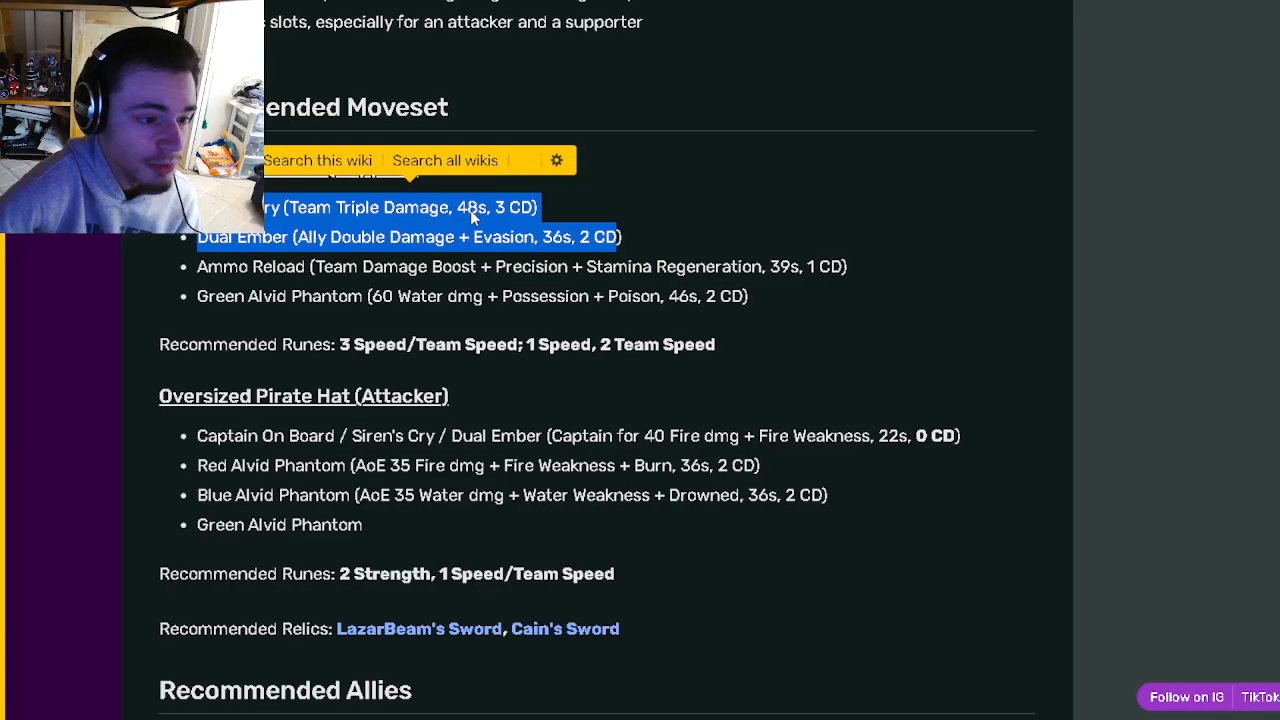 slots, especially for an attacker and a supporter
ended Moveset
Search this wiki Search all wikis
ry (Team Triple Damage, 48s, 3 CD)
Dual Ember (Ally Double Damage + Evasion, 36s, 2 CD)
Ammo Reload (Team Damage Boost + Precision + Stamina Regeneration, 39s, 1 CD)
Green Alvid Phantom (60 Water dmg + Possession + Poison, 46s, 2 CD)
Recommended Runes: 3 Speed/Team Speed; 1 Speed, 2 Team Speed
Oversized Pirate Hat (Attacker)
Captain On Board / Siren's Cry / Dual Ember (Captain for 40 Fire dmg + Fire Weakness, 22s, 0 CD)
Red Alvid Phantom (AoE 35 Fire dmg + Fire Weakness + Burn, 36s, 2 CD)
Blue Alvid Phantom (AoE 35 Water dmg + Water Weakness + Drowned, 36s, 2 CD)
Green Alvid Phantom
Recommended Runes: 2 Strength, 1 Speed/Team Speed
Recommended Relics: LazarBeam's Sword, Cain's Sword
Recommended Allies
Follow on IG TikTok